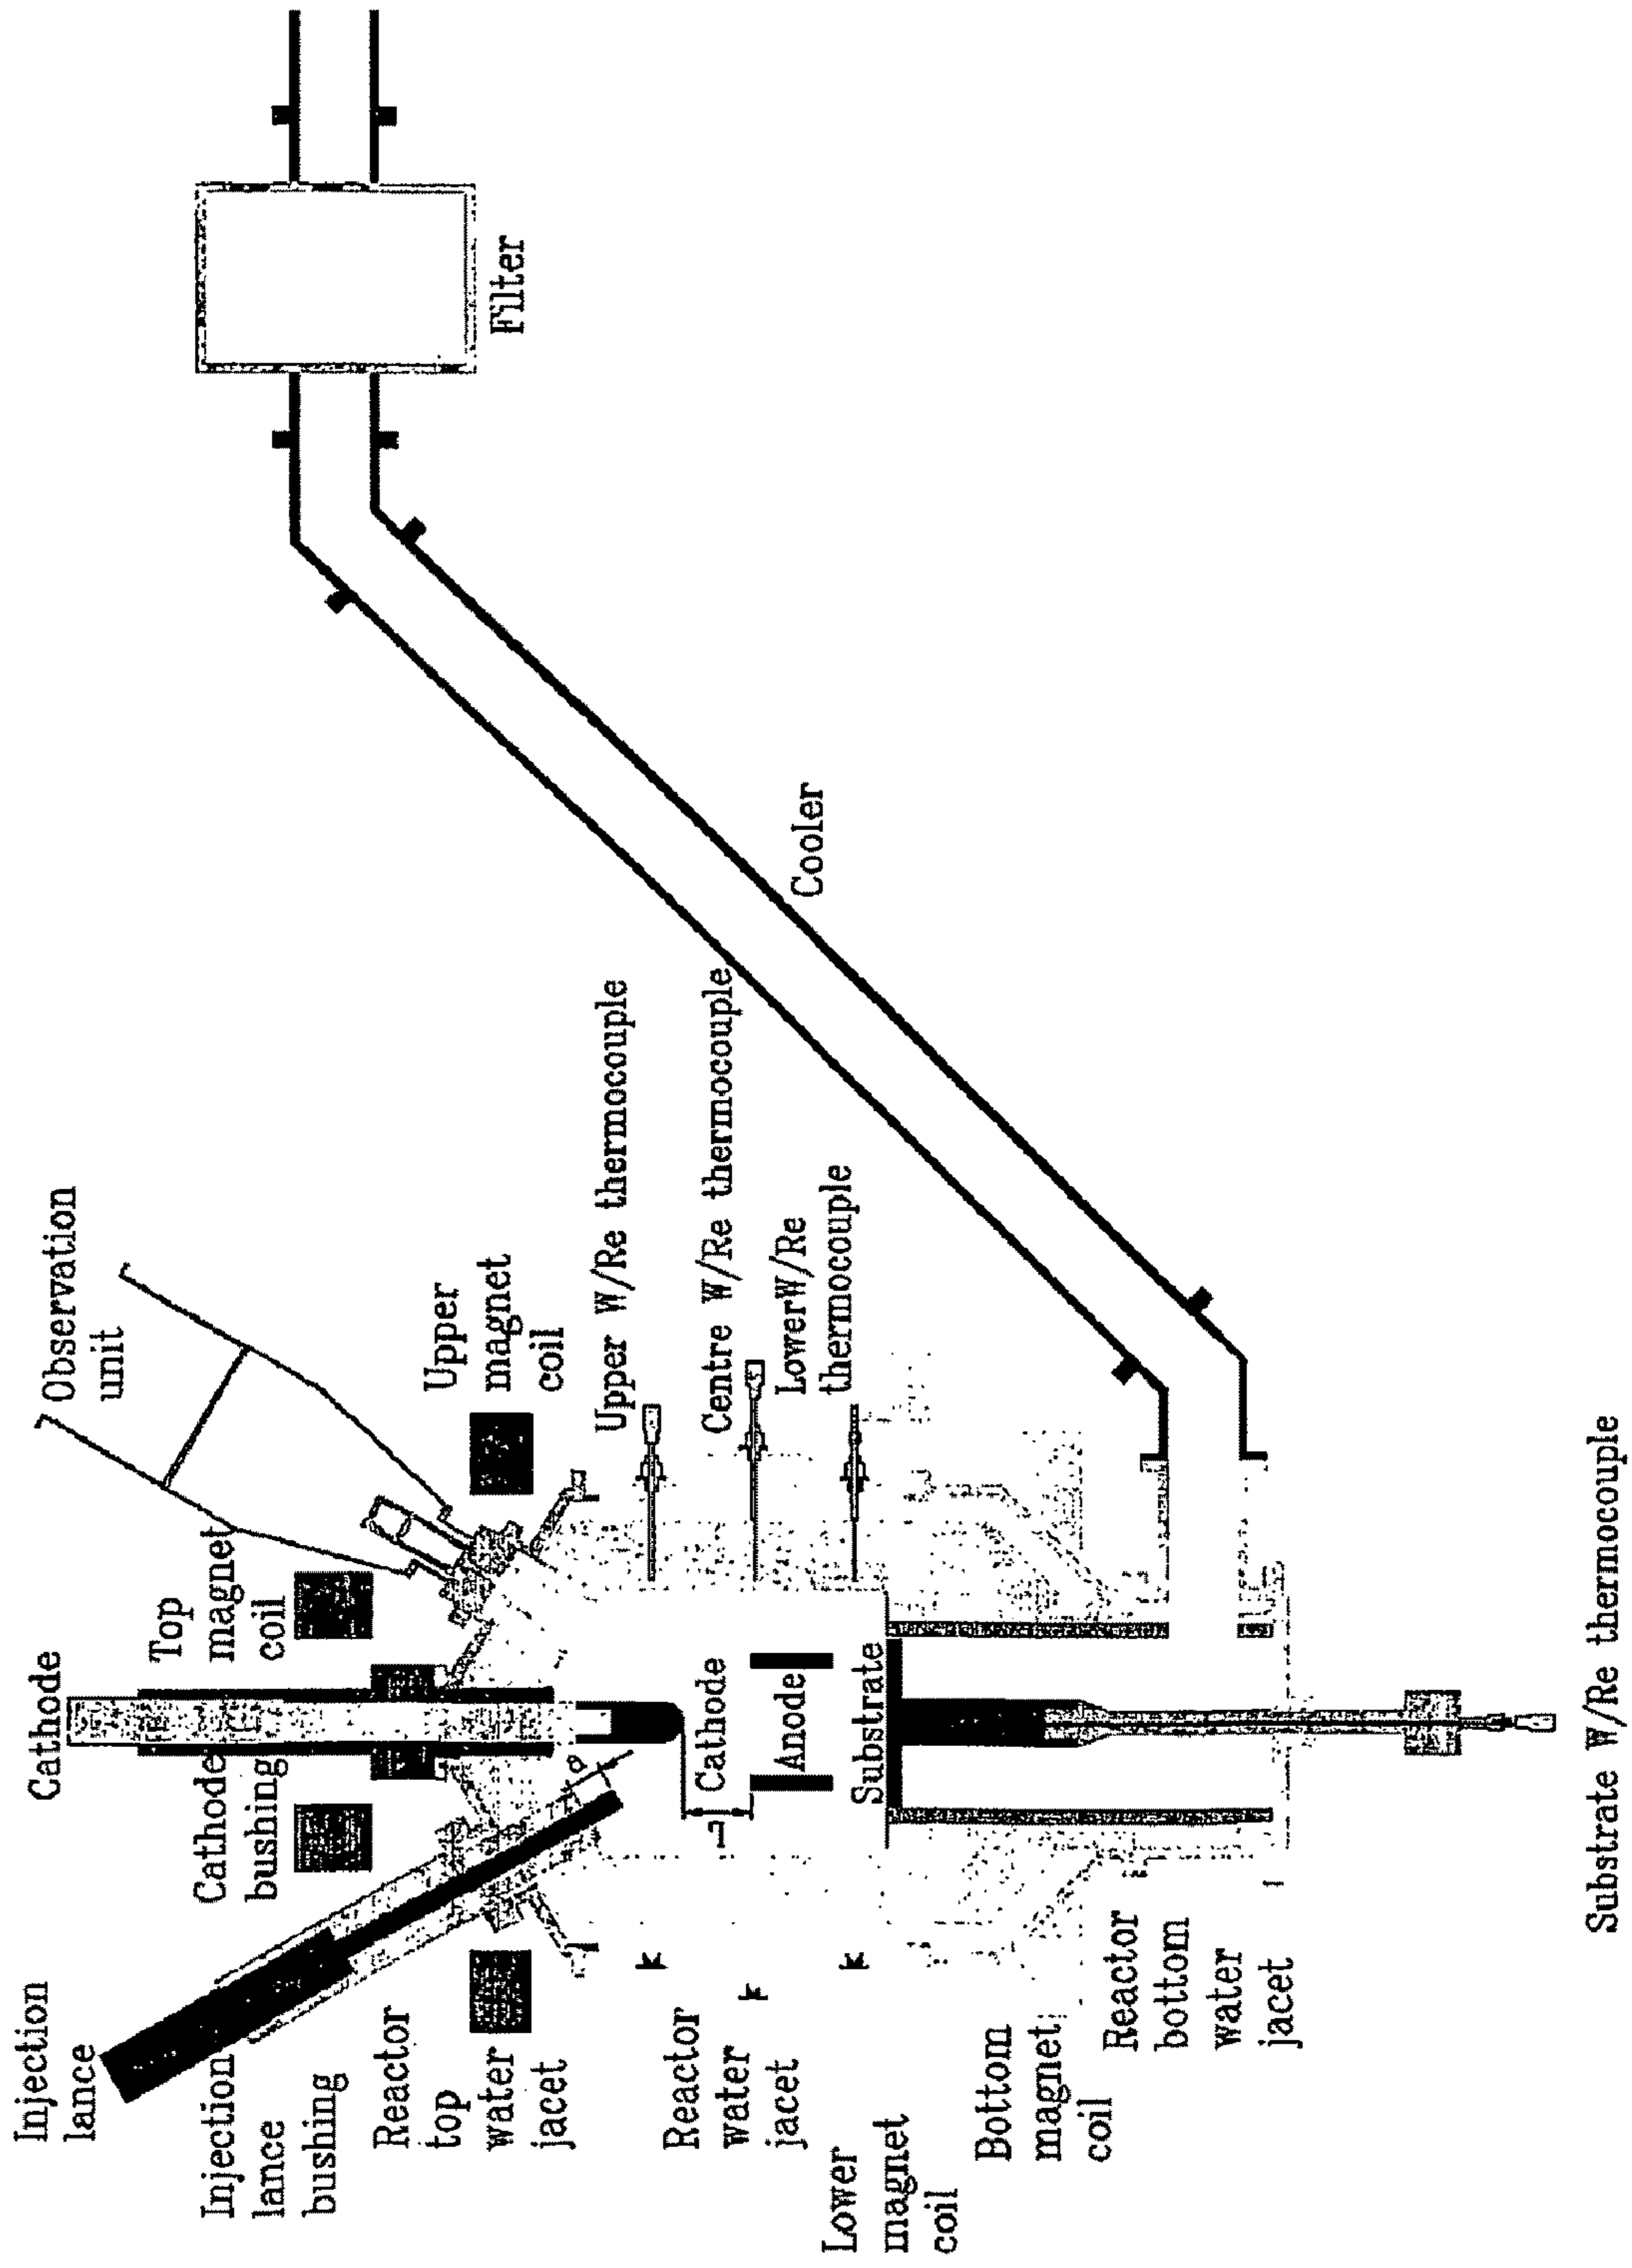 Injection
lance
Injection
lance
bushing
Cathode
Cathode
bushing
Top
magnet
coil
Observation
unit
Reactor
top
water
jacet
Upper
magnet
coil
Reactor
water
jacet
Upper W/Re thermocouple
Centre W/Re thermocouple
LowerW/Re
thermocouple
Cathode
Anode
Substrate
Lower
magnet
coil
Bottom
magnet
coil
Reactor
bottom
water
jacet
Substrate W/Re thermocouple
Cooler
Filter